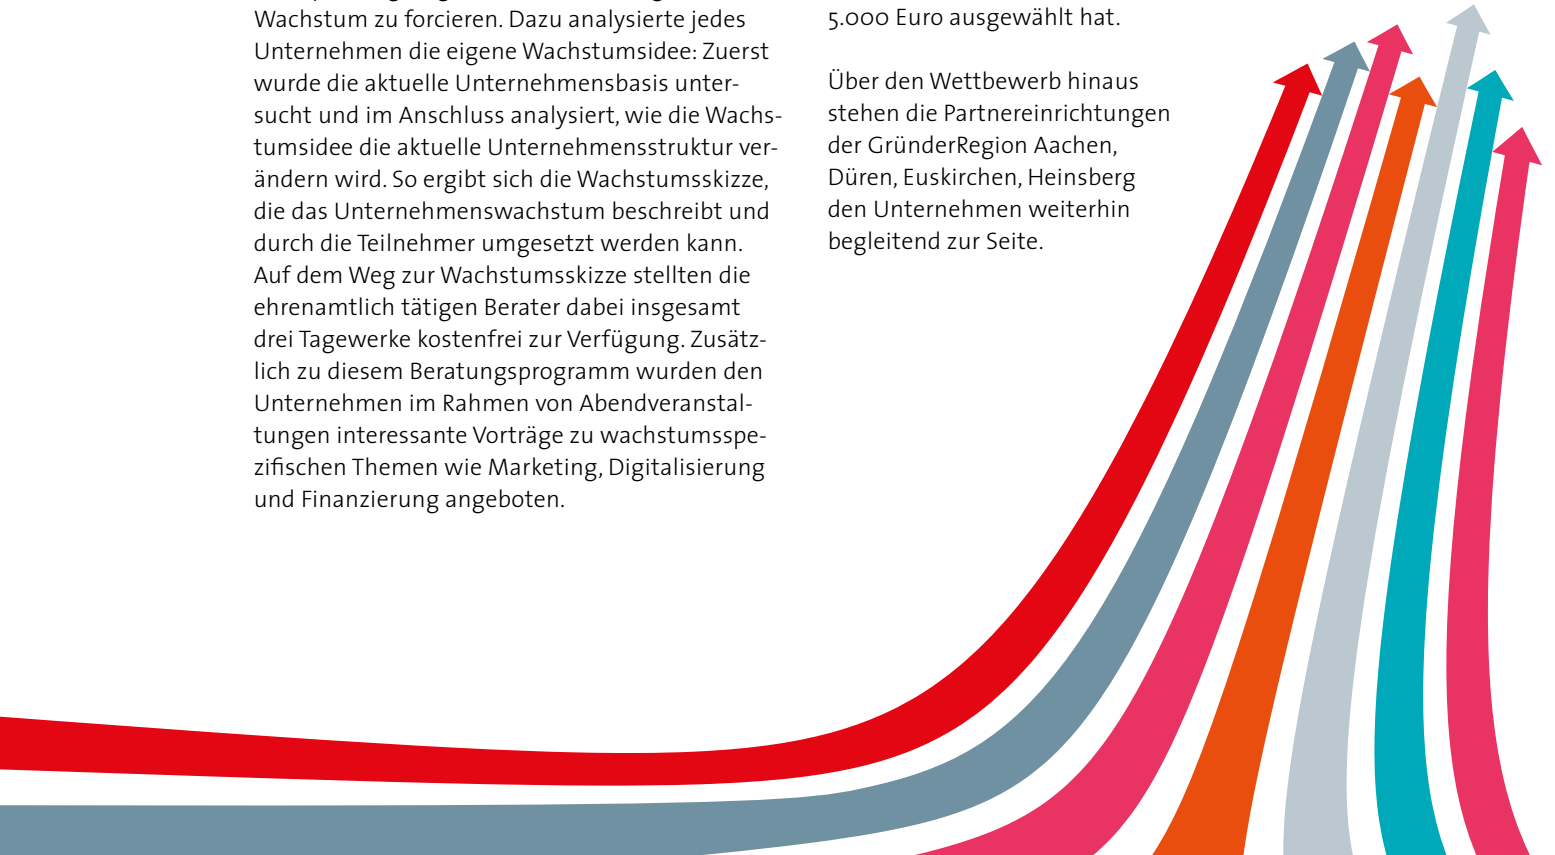 Wachstum zu forcieren. Dazu analysierte jedes
Unternehmen die eigene Wachstumsidee: Zuerst
wurde die aktuelle Unternehmensbasis unter-
sucht und im Anschluss analysiert, wie die Wachs-
tumsidee die aktuelle Unternehmensstruktur ver-
ändern wird. So ergibt sich die Wachstumsskizze,
die das Unternehmenswachstum beschreibt und
durch die Teilnehmer umgesetzt werden kann.
Auf dem Weg zur Wachstumsskizze stellten die
ehrenamtlich tätigen Berater dabei insgesamt
drei Tagewerke kostenfrei zur Verfügung. Zusätz-
lich zu diesem Beratungsprogramm wurden den
Unternehmen im Rahmen von Abendveranstal-
tungen interessante Vorträge zu wachstumsspe-
zifischen Themen wie Marketing, Digitalisierung
und Finanzierung angeboten.
5.000 Euro ausgewählt hat.
Über den Wettbewerb hinaus
stehen die Partnereinrichtungen
der GründerRegion Aachen,
Düren, Euskirchen, Heinsberg
den Unternehmen weiterhin
begleitend zur Seite.